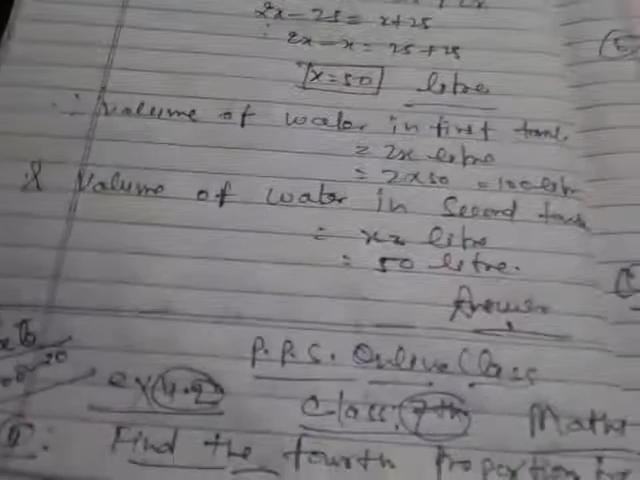 2x - 25 = x + 25
∴ 2x - x = 25 + 25
x = 50 litre
∴ Volume of water in first tank
= 2x litre
= 2x50 = 100 litre
& Volume of water in Second tank
= x litre
= 50 litre.
Answer
P.P.S. Online Class
ex 4.2 Class 7th Maths
Find the fourth Proportion